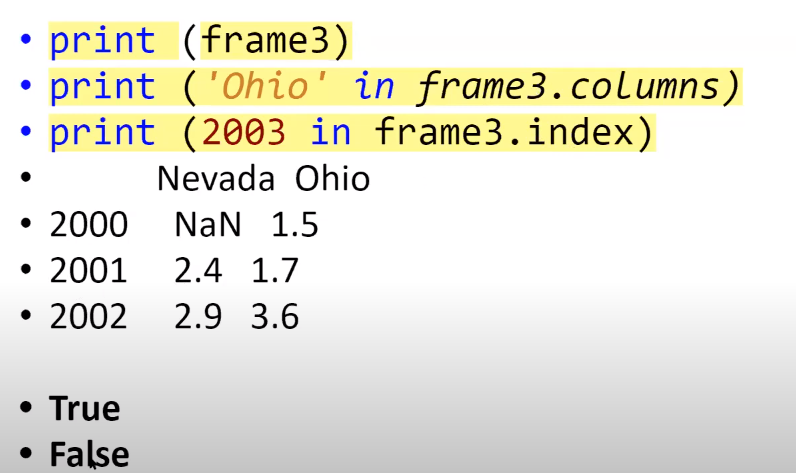 • print (frame3)
• print ('Ohio' in frame3.columns)
• print (2003 in frame3.index)
• Nevada Ohio
• 2000 NaN 1.5
• 2001 2.4 1.7
• 2002 2.9 3.6
• True
• False